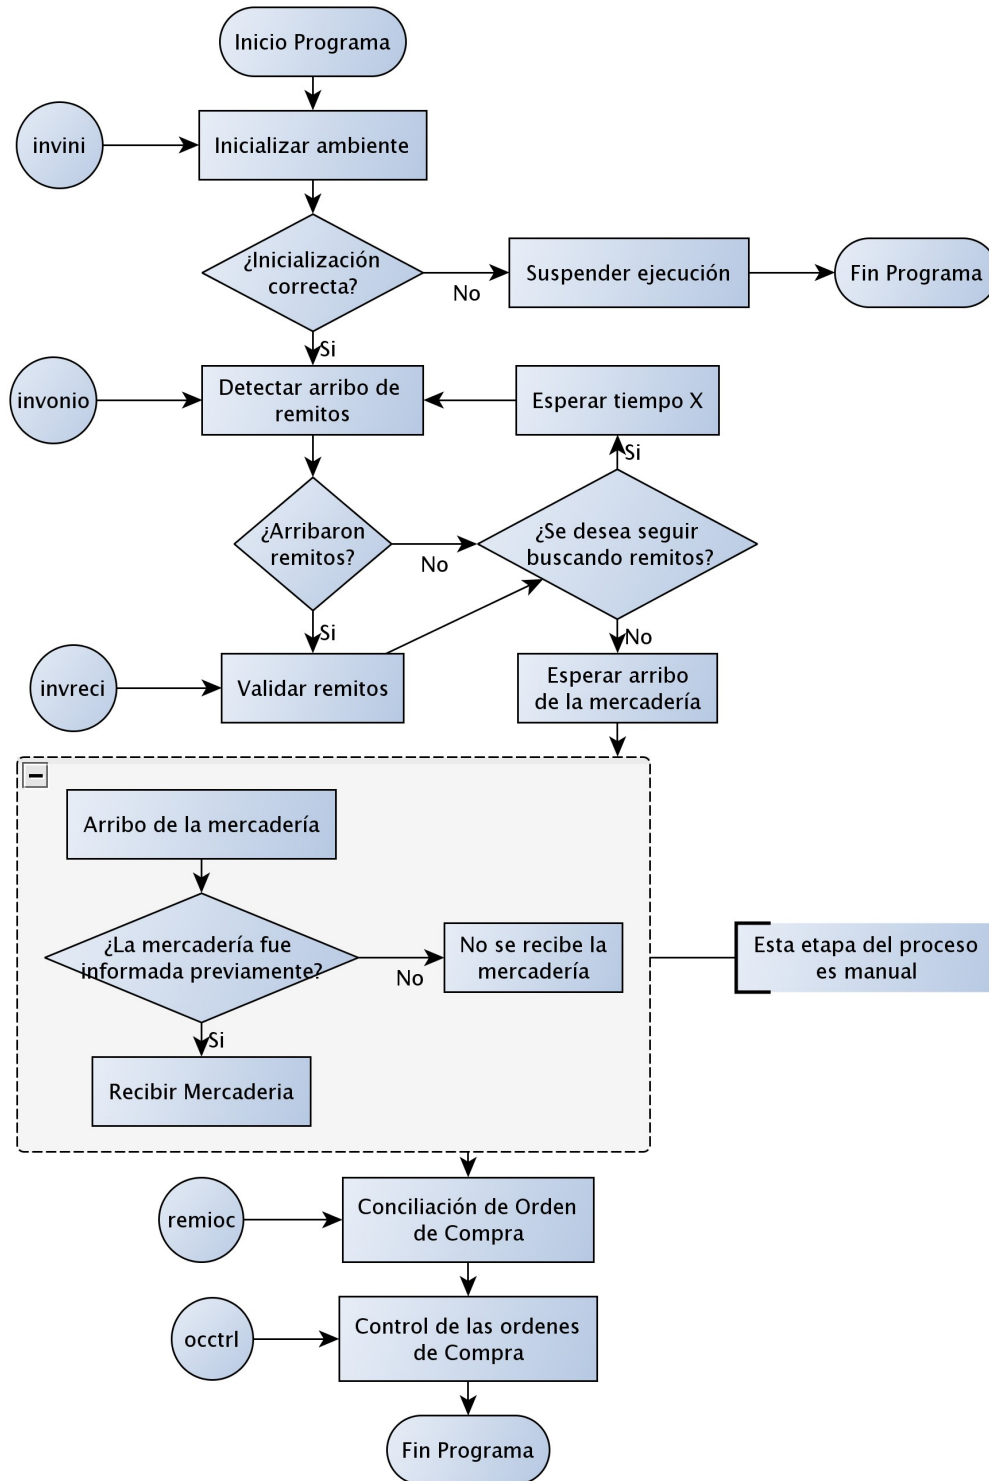 Inicio Programa
invini
Inicializar ambiente
¿Inicialización
correcta?
No
Suspender ejecución
Fin Programa
Si
invonio
Detectar arribo de
remitos
Esperar tiempo X
Si
¿Arribaron
remitos?
No
¿Se desea seguir
buscando remitos?
Si
No
invreci
Validar remitos
Esperar arribo
de la mercadería
Arribo de la mercadería
¿La mercadería fue
informada previamente?
No
No se recibe la
mercadería
Esta etapa del proceso
es manual
Si
Recibir Mercaderia
remioc
Conciliación de Orden
de Compra
occtrl
Control de las ordenes
de Compra
Fin Programa